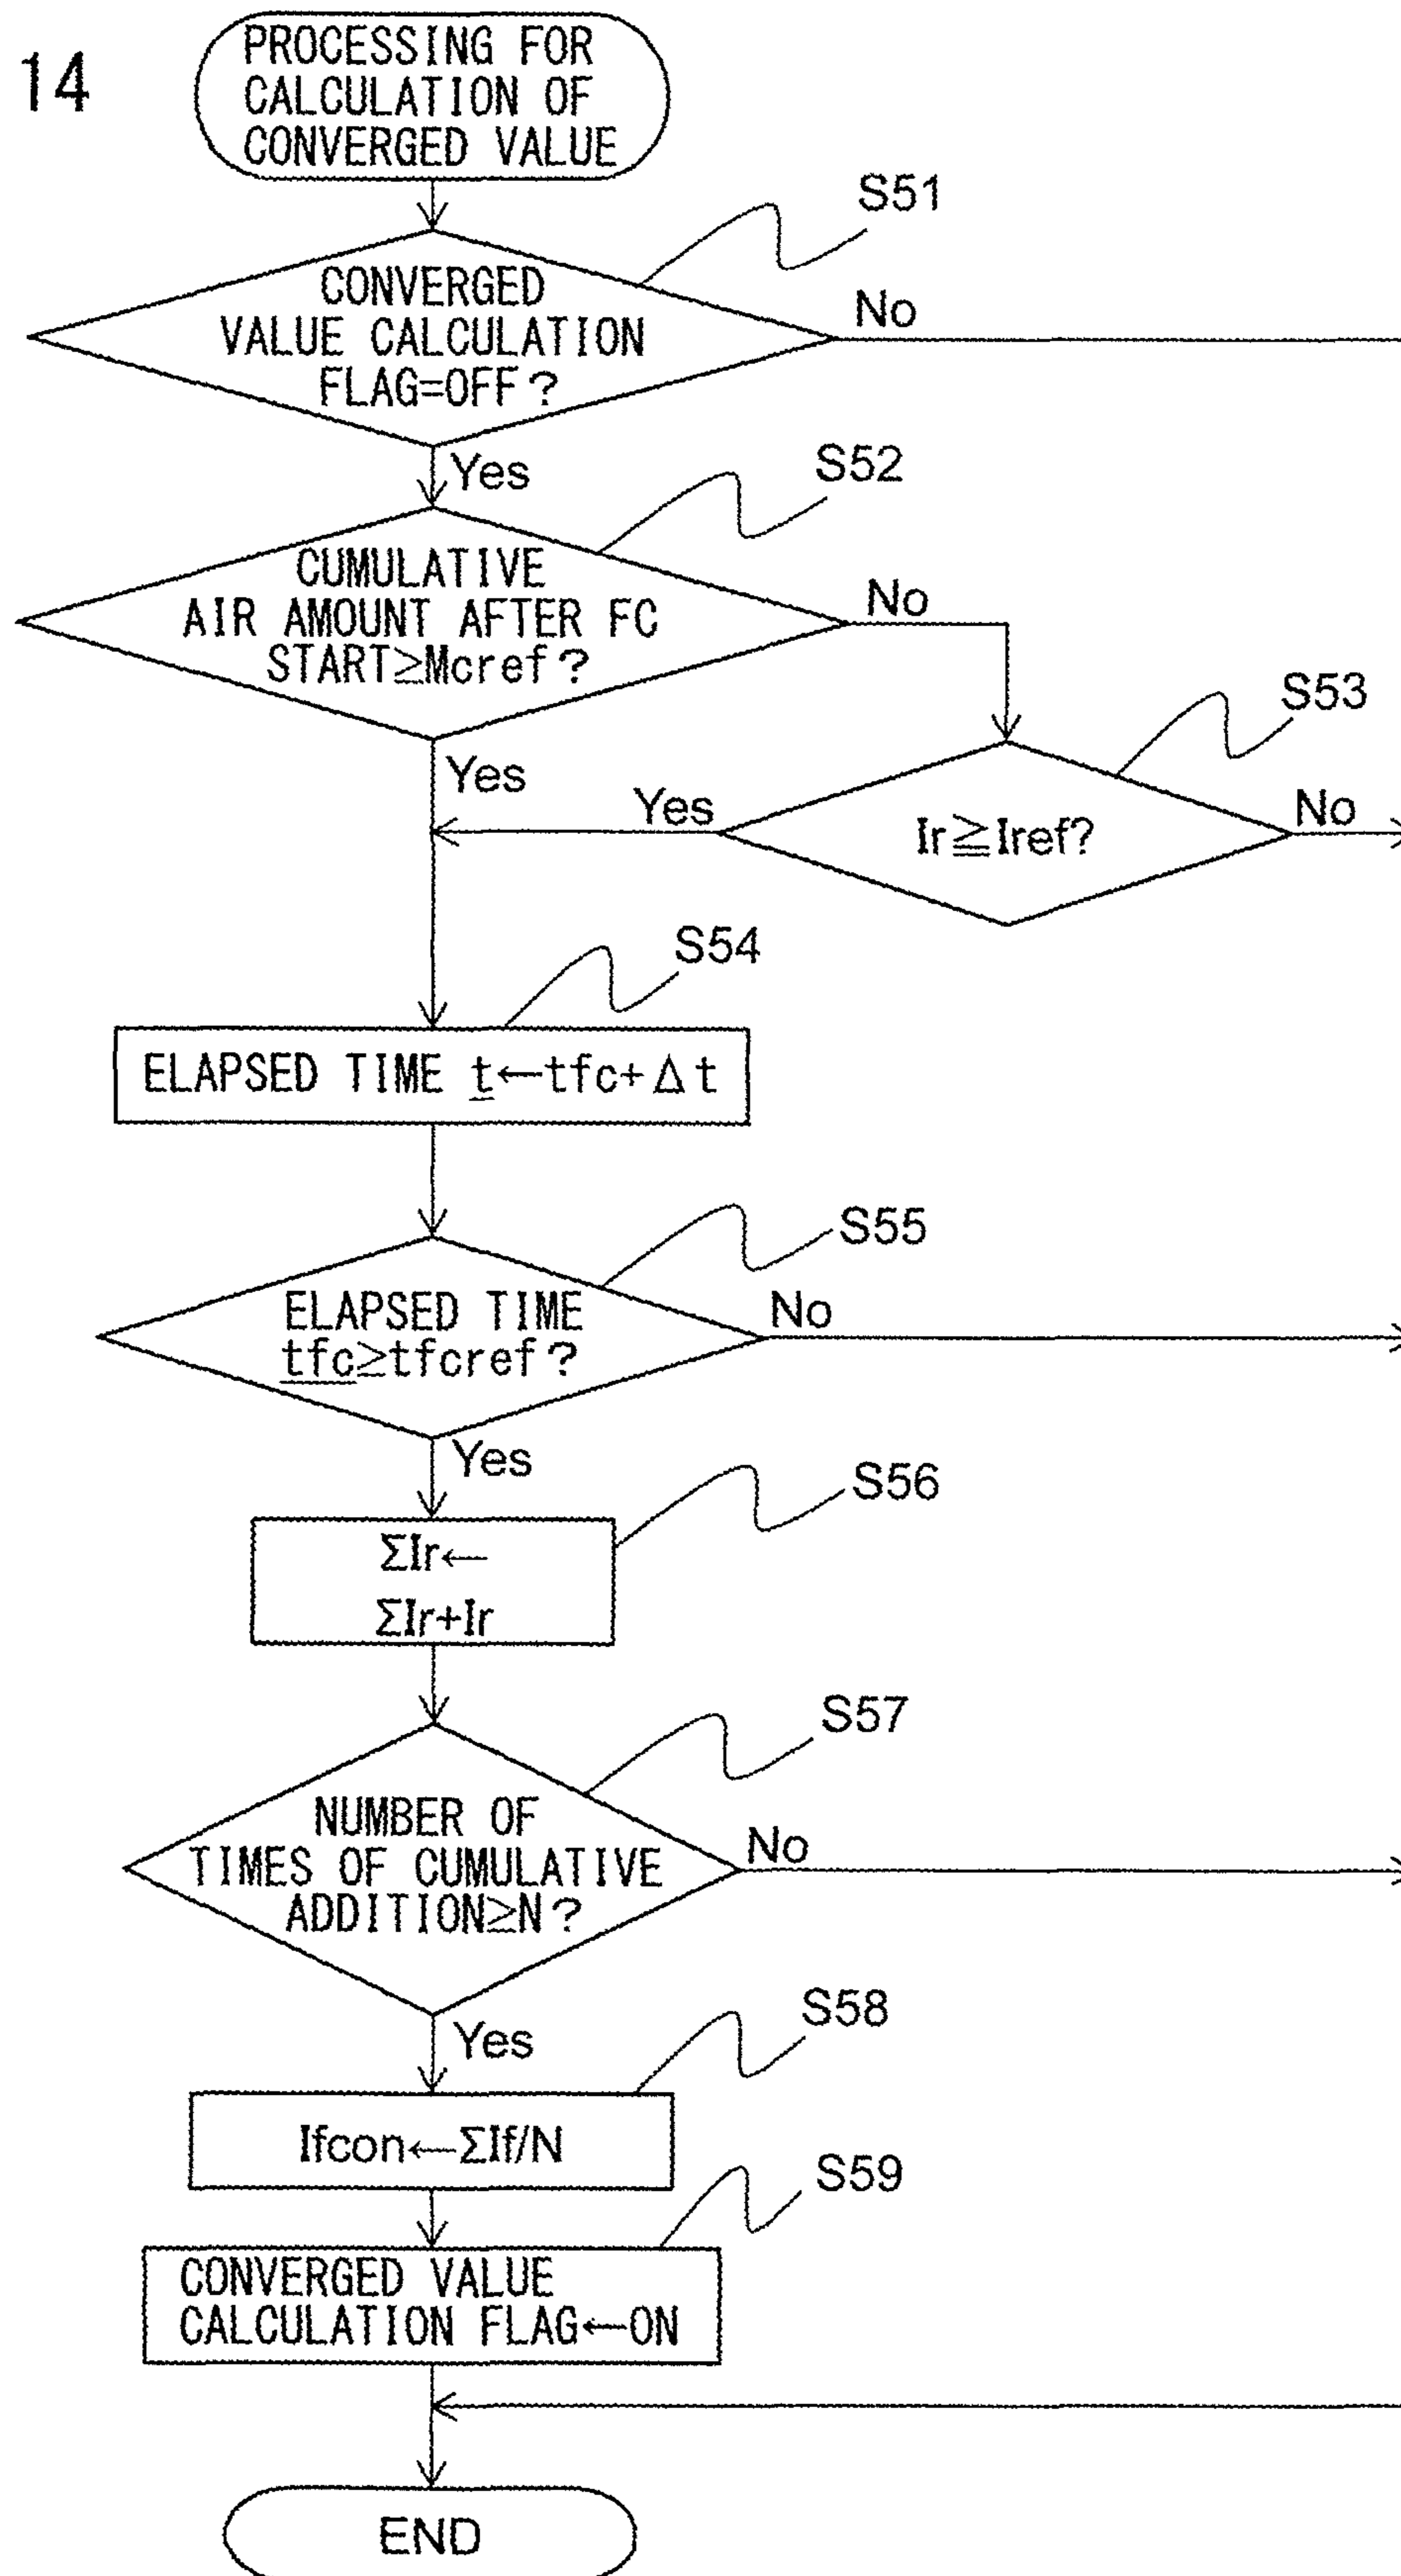 14
PROCESSING FOR
CALCULATION OF
CONVERGED VALUE
S51
CONVERGED
VALUE CALCULATION
FLAG=OFF?
No
Yes
S52
CUMULATIVE
AIR AMOUNT AFTER FC
START≥Mcref?
No
S53
Yes
Yes
Ir≧Iref?
No
S54
ELAPSED TIME t←tfc+Δt
S55
ELAPSED TIME
tfc≥tfcref?
No
Yes
S56
ΣIr←
ΣIr+Ir
S57
NUMBER OF
TIMES OF CUMULATIVE
ADDITION≥N?
No
Yes
S58
Ifcon←ΣIf/N
S59
CONVERGED VALUE
CALCULATION FLAG←ON
END